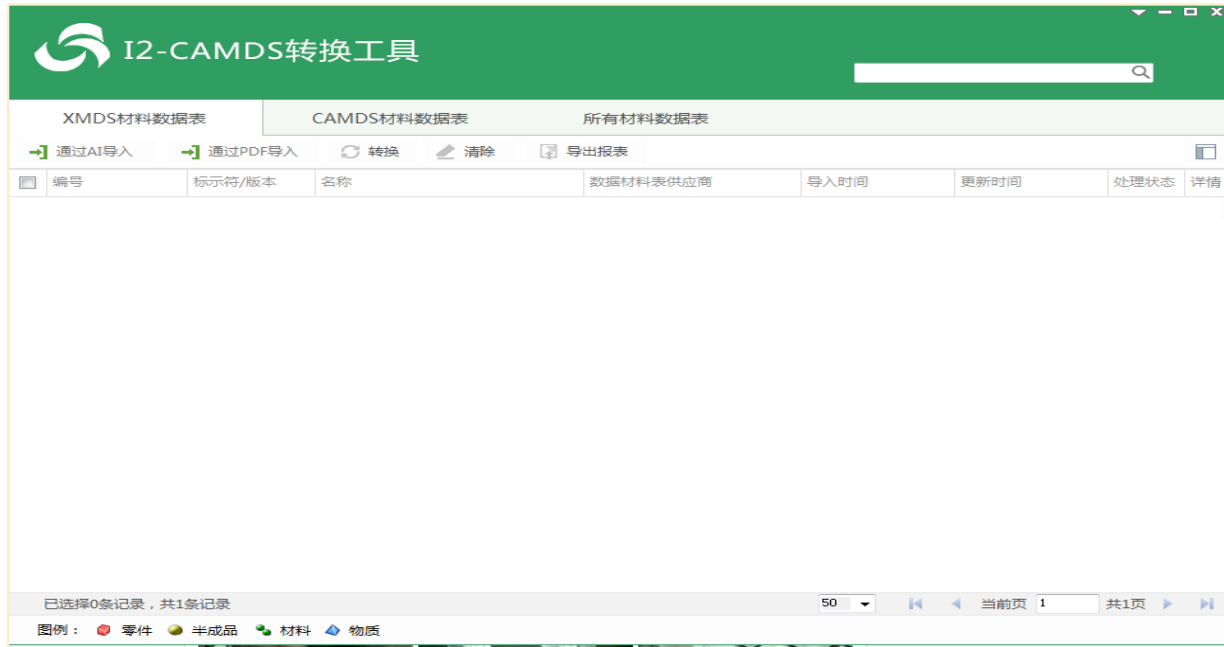 I2-CAMDS转换工具
XMDS材料数据表 CAMDS材料数据表 所有材料数据表
通过AI导入 通过PDF导入 转换 清除 导出报表
编号 标示符/版本 名称 数据材料表供应商 导入时间 更新时间 处理状态 详情
已选择0条记录，共1条记录 50 当前页 1 共1页
图例： 零件 半成品 材料 物质